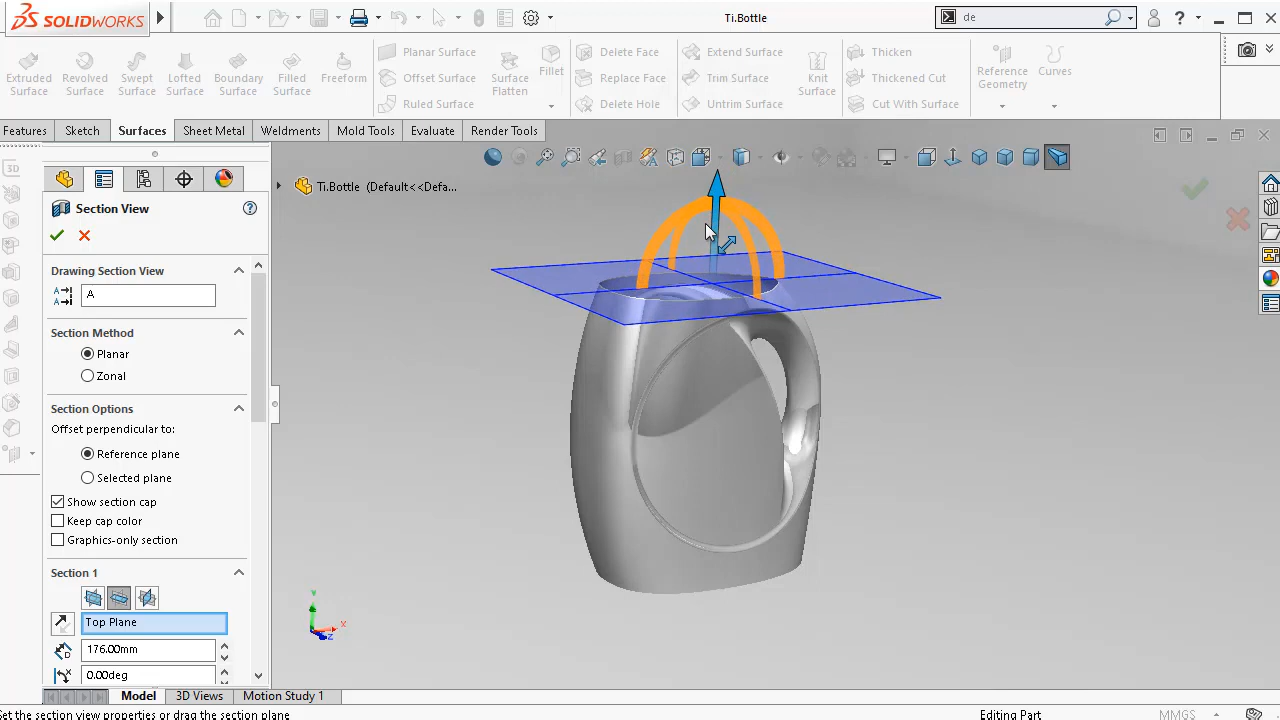 SOLIDWORKS
Ti.Bottle
de
Extruded Surface
Revolved Surface
Swept Surface
Lofted Surface
Boundary Surface
Filled
Freeform
Planar Surface
Offset Surface
Ruled Surface
Surface Flatten
Fillet
Delete Face
Replace Face
Delete Hole
Extend Surface
Trim Surface
Untrim Surface
Knit Surface
Thicken
Thickened Cut
Cut With Surface
Reference Geometry
Curves
Features
Sketch
Surfaces
Sheet Metal
Weldments
Mold Tools
Evaluate
Render Tools
Ti.Bottle (Default<<Defa...
Section View
Drawing Section View
A
Section Method
Planar
Zonal
Section Options
Offset perpendicular to:
Reference plane
Selected plane
Show section cap
Keep cap color
Graphics-only section
Section 1
Top Plane
176.00mm
0.00deg
Y
X
Z
Model
3D Views
Motion Study 1
Set the section view properties or drag the section plane
Editing Part
MMGS